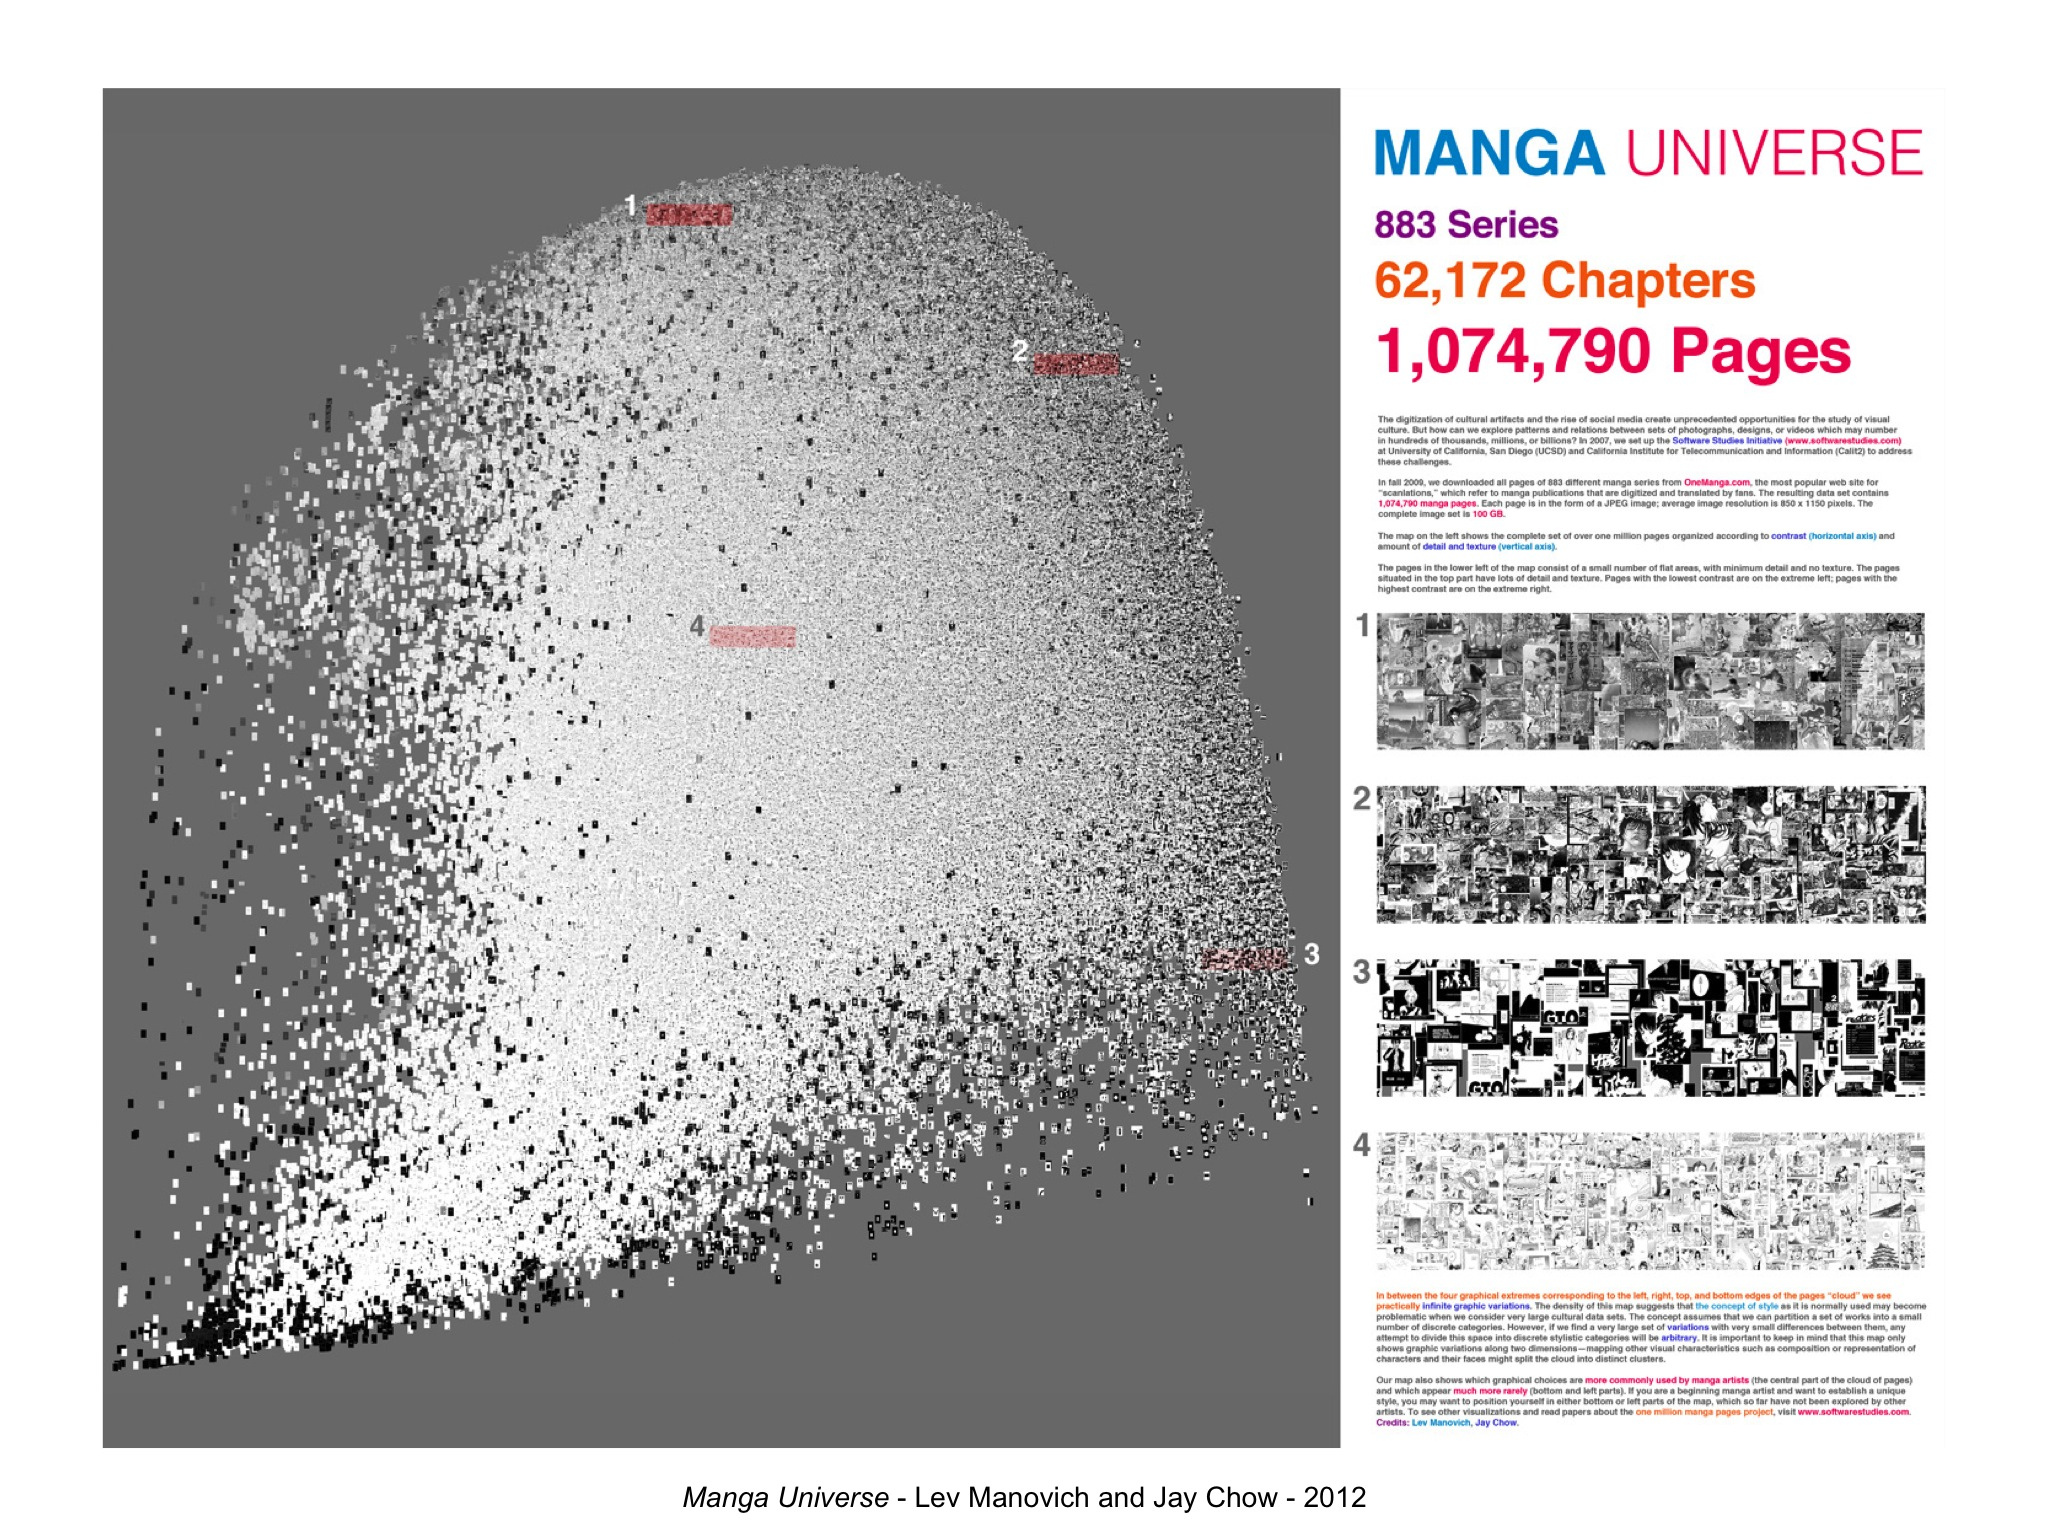 MANGA UNIVERSE
883 Series
62,172 Chapters
1,074,790 Pages
The digitization of cultural artifacts and the rise of social media create unprecedented opportunities for the study of visual
culture. But how can we explore patterns and relations between sets of photographs, designs, or videos which may number
in hundreds of thousands, millions, or billions? In 2007, we set up the Software Studies Initiative (www.softwarestudies.com)
at University of California, San Diego (UCSD) and California Institute for Telecommunication and Information (Calit2) to address
these challenges.
In fall 2009, we downloaded all pages of 883 different manga series from OneManga.com, the most popular web site for
“scanlations,” which refer to manga publications that are digitized and translated by fans. The resulting data set contains
1,074,790 manga pages. Each page is in the form of a JPEG image; average image resolution is 850 x 1150 pixels. The
complete image set is 100 GB.
The map on the left shows the complete set of over one million pages organized according to contrast (horizontal axis) and
amount of detail and texture (vertical axis).
The pages in the lower left of the map consist of a small number of flat areas, with minimum detail and no texture. The pages
situated in the top part have lots of detail and texture. Pages with the lowest contrast are on the extreme left; pages with the
highest contrast are on the extreme right.
1
2
3
4
1
2
3
GTO
GTO
4
In between the four graphical extremes corresponding to the left, right, top, and bottom edges of the pages “cloud” we see
practically infinite graphic variations. The density of this map suggests that the concept of style as it is normally used may become
problematic when we consider very large cultural data sets. The concept assumes that we can partition a set of works into a small
number of discrete categories. However, if we find a very large set of variations with very small differences between them, any
attempt to divide this space into discrete stylistic categories will be arbitrary. It is important to keep in mind that this map only
shows graphic variations along two dimensions—mapping other visual characteristics such as composition or representation of
characters and their faces might split the cloud into distinct clusters.
Our map also shows which graphical choices are more commonly used by manga artists (the central part of the cloud of pages)
and which appear much more rarely (bottom and left parts). If you are a beginning manga artist and want to establish a unique
style, you may want to position yourself in either bottom or left parts of the map, which so far have not been explored by other
artists. To see other visualizations and read papers about the one million manga pages project, visit www.softwarestudies.com.
Credits: Lev Manovich, Jay Chow.
Manga Universe - Lev Manovich and Jay Chow - 2012